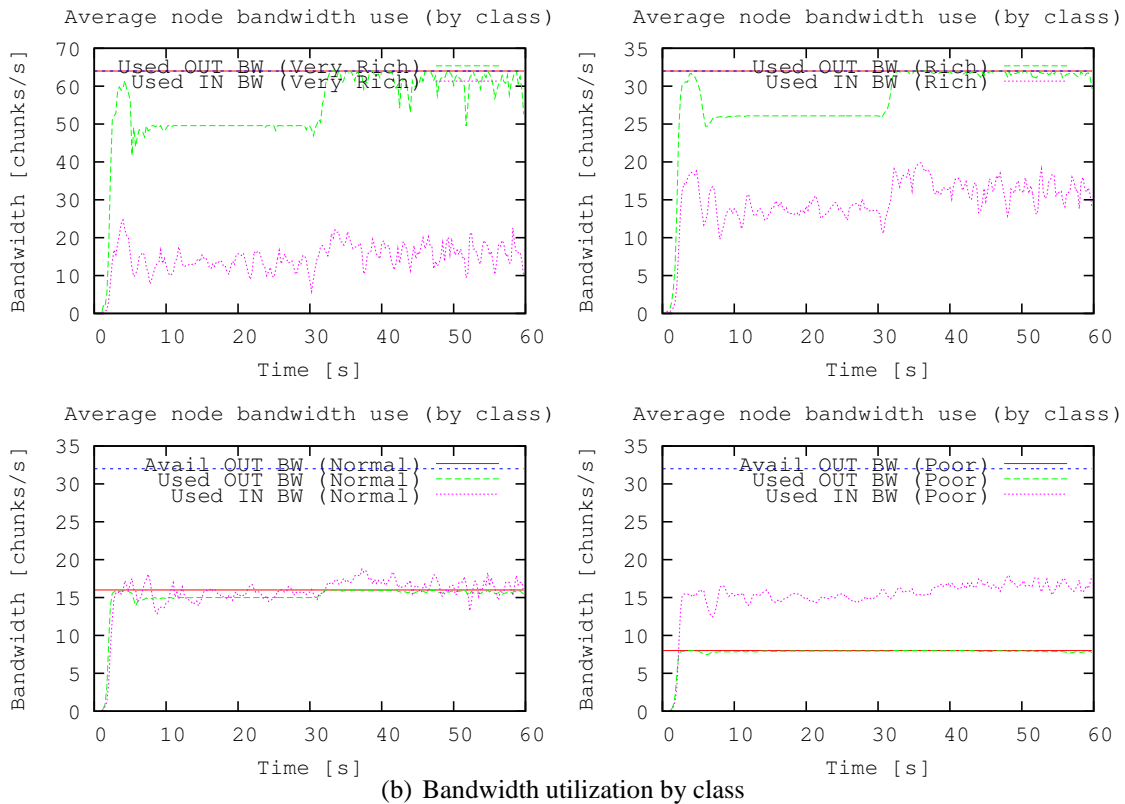 Average node bandwidth use (by class)
Bandwidth [chunks/s]
70
60
50
40
30
20
10
0
Used OUT BW (Very Rich)
Used IN BW (Very Rich)
0 10 20 30 40 50 60
Time [s]
Average node bandwidth use (by class)
Bandwidth [chunks/s]
35
30
25
20
15
10
5
0
Used OUT BW (Rich)
Used IN BW (Rich)
0 10 20 30 40 50 60
Time [s]
Average node bandwidth use (by class)
Bandwidth [chunks/s]
35
30
25
20
15
10
5
0
Avail OUT BW (Normal)
Used OUT BW (Normal)
Used IN BW (Normal)
0 10 20 30 40 50 60
Time [s]
Average node bandwidth use (by class)
Bandwidth [chunks/s]
35
30
25
20
15
10
5
0
Avail OUT BW (Poor)
Used OUT BW (Poor)
Used IN BW (Poor)
0 10 20 30 40 50 60
Time [s]
(b) Bandwidth utilization by class